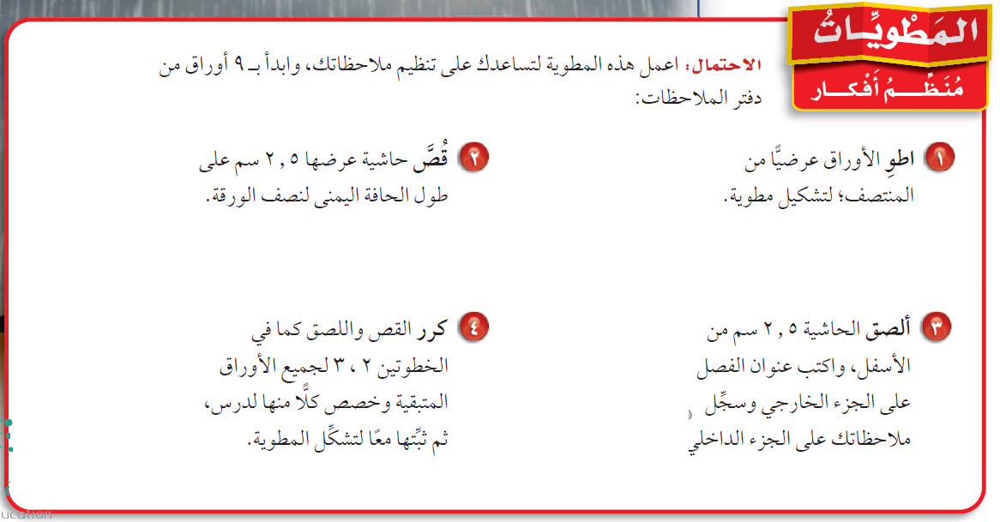 المَطْويِّـاتُ
مُنَظِّـمُ أَفْكـار
الاحتمال: اعمل هذه المطوية لتساعدك على تنظيم ملاحظاتك، وابدأ بـ ٩ أوراق من
دفتر الملاحظات:
١ اطوِ الأوراق عرضيًّا من
المنتصف؛ لتشكيل مطوية.
٢ قُصَّ حاشية عرضها ٢,٥ سم على
طول الحافة اليمنى لنصف الورقة.
٣ ألصق الحاشية ٢,٥ سم من
الأسفل، واكتب عنوان الفصل
على الجزء الخارجي وسجِّل
ملاحظاتك على الجزء الداخلي
٤ كرر القص واللصق كما في
الخطوتين ٢ ، ٣ لجميع الأوراق
المتبقية وخصص كلًّا منها لدرس،
ثم ثبِّتها معًا لتشكِّل المطوية.